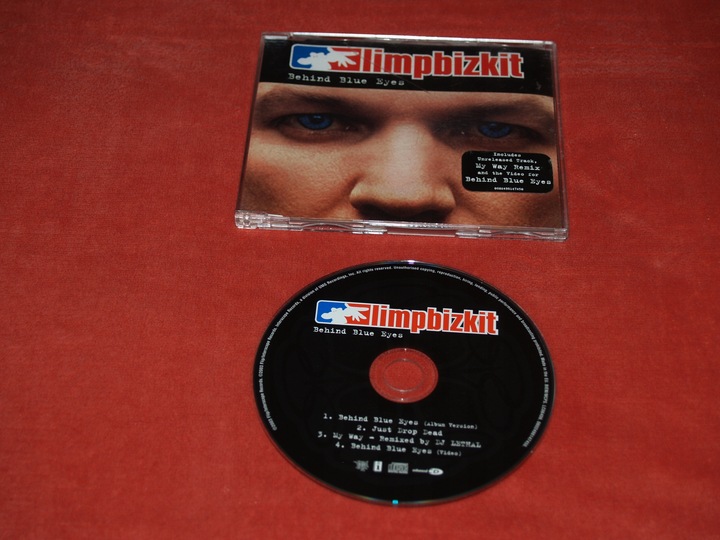 limpbizkit
Behind Blue Eyes
Includes
Unreleased Track,
My Way Remix
and the Video for
Behind Blue Eyes
limpbizkit
Behind Blue Eyes
1. Behind Blue Eyes (Album Version)
2. Just Drop Dead
3. My Way - Remixed by DJ LETHAL
4. Behind Blue Eyes (Video)